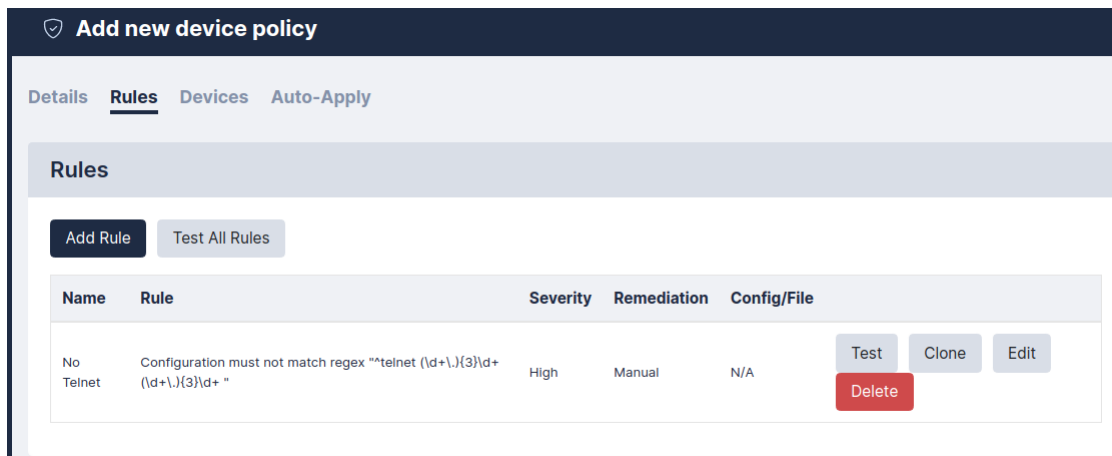 Add new device policy
Details Rules Devices Auto-Apply
Rules
Add Rule Test All Rules
Name Rule Severity Remediation Config/File
No Telnet
Configuration must not match regex "^telnet (\d+\.){3}\d+
(\d+\.){3}\d+ "
High Manual N/A
Test Clone Edit
Delete